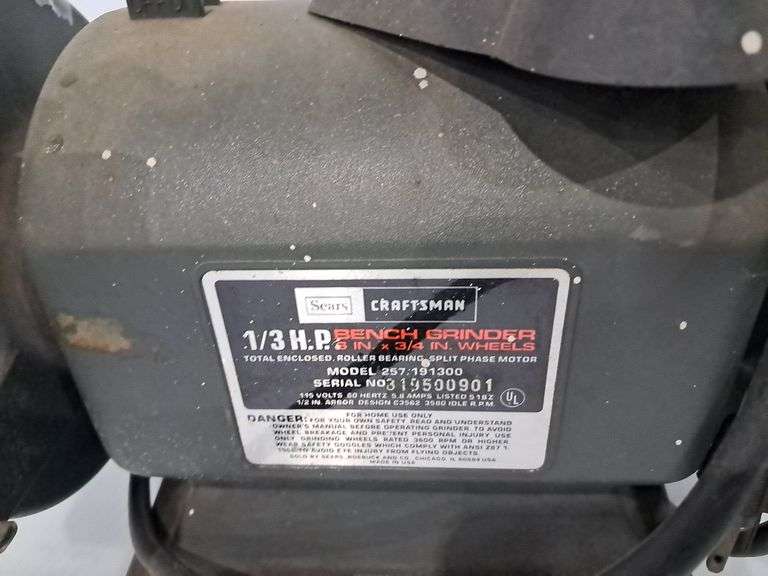 Sears CRAFTSMAN
1/3 H.P. BENCH GRINDER
6 IN. x 3/4 IN. WHEELS
TOTAL ENCLOSED, ROLLER BEARING, SPLIT PHASE MOTOR
MODEL 257.191300
SERIAL NO 319500901
115 VOLTS 60 HERTZ 5.8 AMPS LISTED 518Z
1/2 IN. ARBOR DESIGN C3562 3560 IDLE R.P.M.
UL
FOR HOME USE ONLY
DANGER: FOR YOUR OWN SAFETY READ AND UNDERSTAND
OWNER'S MANUAL BEFORE OPERATING GRINDER. TO AVOID
WHEEL BREAKAGE AND PREVENT PERSONAL INJURY USE
ONLY GRINDING WHEELS RATED 3600 RPM OR HIGHER
WEAR SAFETY GOGGLES WHICH COMPLY WITH ANSI Z87.1
TO AVOID EYE INJURY FROM FLYING OBJECTS.
SOLD BY SEARS, ROEBUCK AND CO., CHICAGO, IL 60684 USA
MADE IN USA